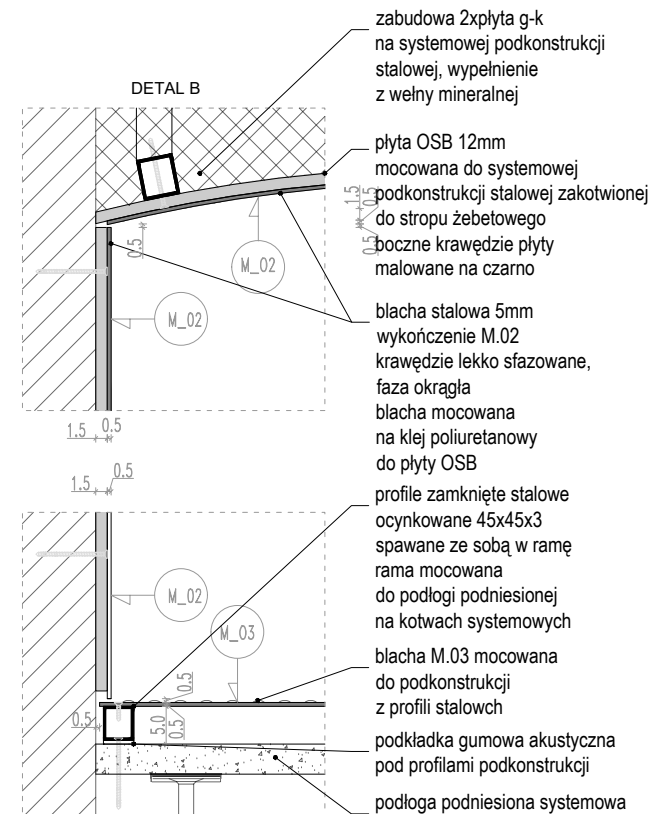 zabudowa 2xpłyta g-k
na systemowej podkonstrukcji
stalowej, wypełnienie
z wełny mineralnej
DETAL B
płyta OSB 12mm
mocowana do systemowej
podkonstrukcji stalowej zakotwionej
do stropu żebetowego
boczne krawędzie płyty
malowane na czarno
1.5
0.5
0.5
0.5
M_02
M_02
blacha stalowa 5mm
wykończenie M.02
krawędzie lekko sfazowane,
faza okrągła
blacha mocowana
na klej poliuretanowy
do płyty OSB
1.5 0.5
1.5 0.5
profile zamknięte stalowe
ocynkowane 45x45x3
spawane ze sobą w ramę
rama mocowana
do podłogi podniesionej
na kotwach systemowych
M_02
M_03
blacha M.03 mocowana
do podkonstrukcji
z profili stalowch
0.5
0.5
5.0
0.5
podkładka gumowa akustyczna
pod profilami podkonstrukcji
podłoga podniesiona systemowa